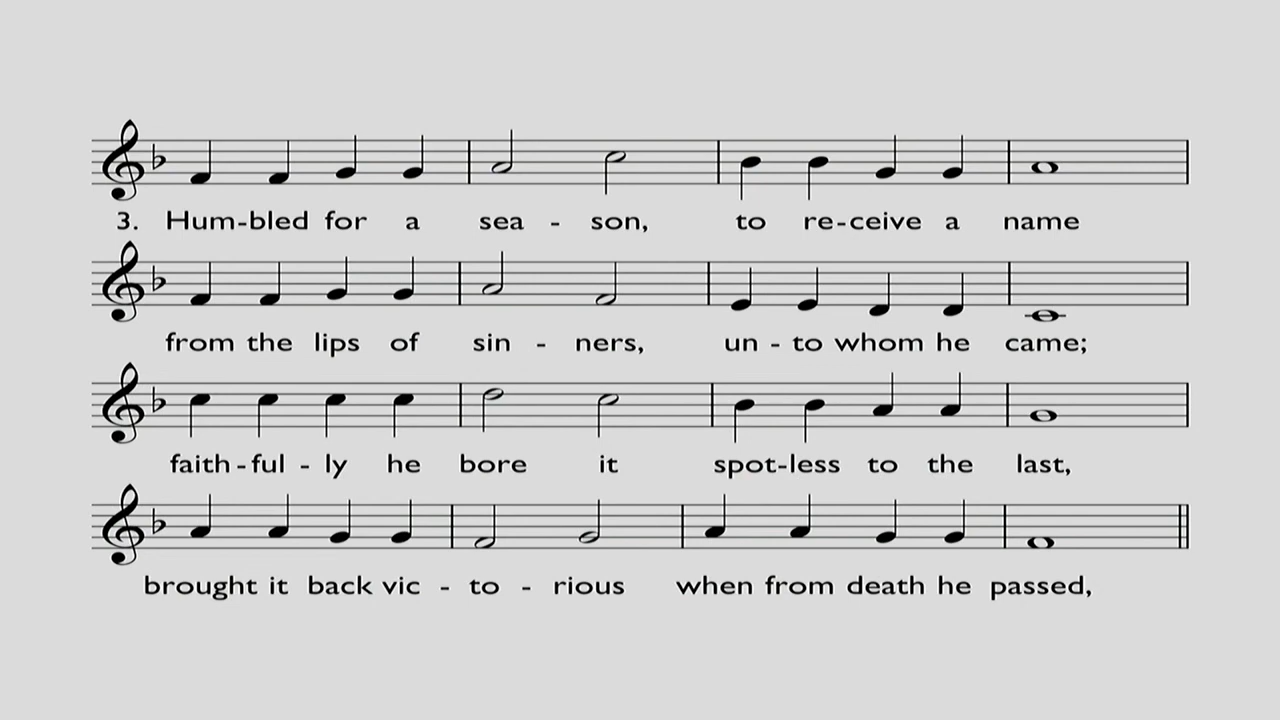 3. Hum-bled for a sea - son, to re-ceive a name
from the lips of sin - ners, un - to whom he came;
faith - ful - ly he bore it spot-less to the last,
brought it back vic - to - rious when from death he passed,